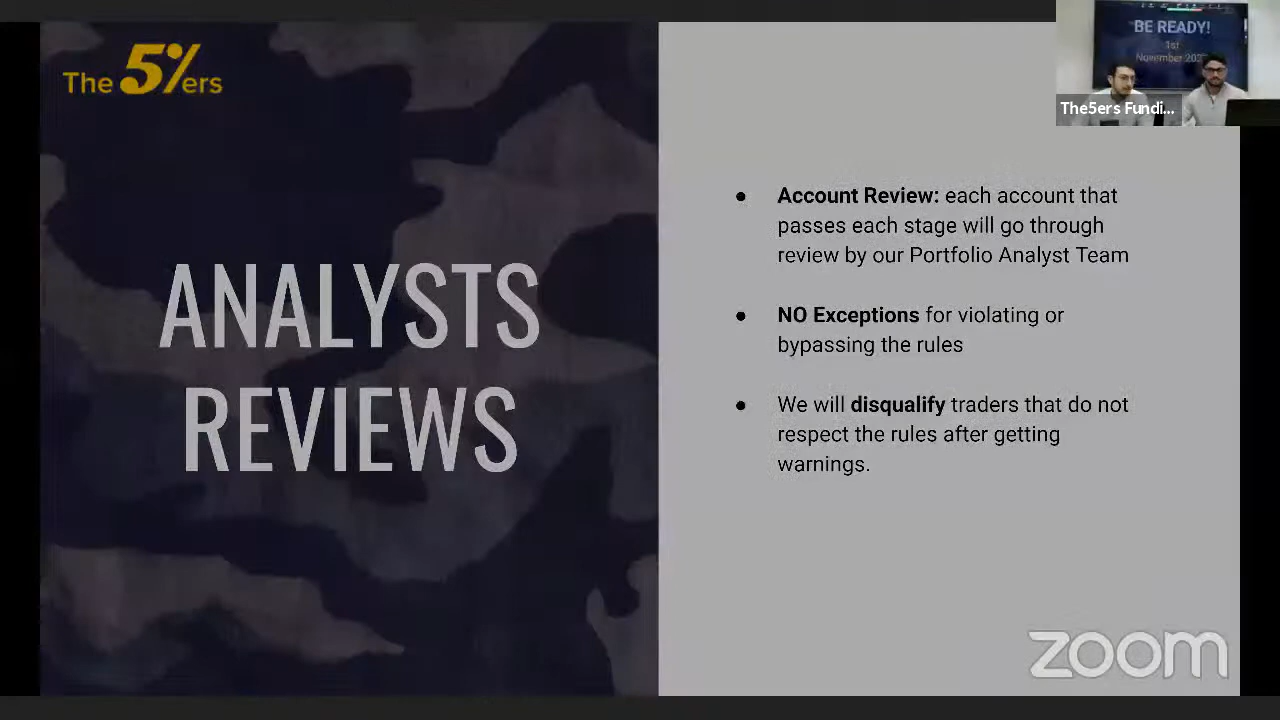 The 5%ers
ANALYSTS
REVIEWS
BE READY!
1st
November
The5ers Fundi...
● Account Review: each account that
passes each stage will go through
review by our Portfolio Analyst Team
● NO Exceptions for violating or
bypassing the rules
● We will disqualify traders that do not
respect the rules after getting
warnings.
zoom